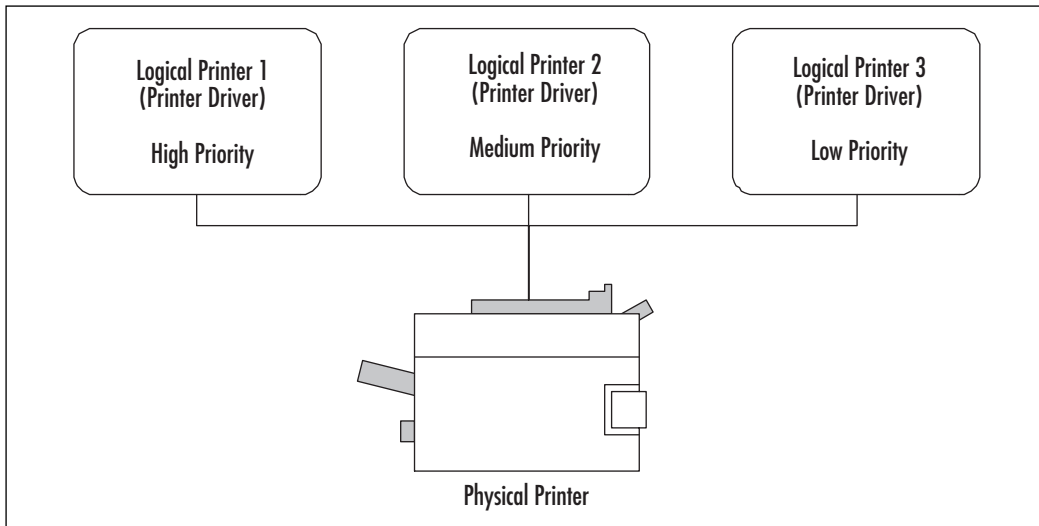 Logical Printer 1
(Printer Driver)
High Priority
Logical Printer 2
(Printer Driver)
Medium Priority
Logical Printer 3
(Printer Driver)
Low Priority
Physical Printer